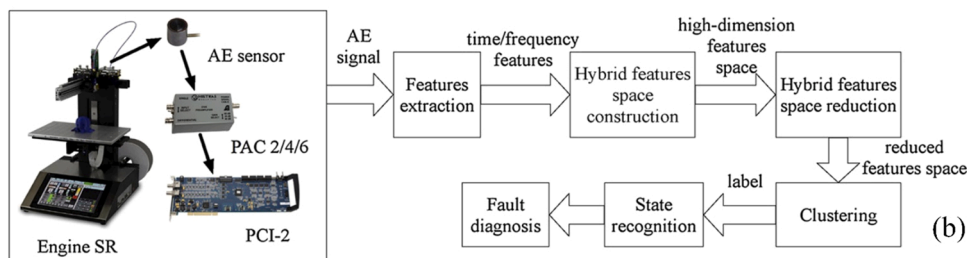 AE sensor
PAC 2/4/6
PCI-2
Engine SR
AE
signal
Features
extraction
time/frequency
features
Hybrid features
space
construction
high-dimension
features
space
Hybrid features
space reduction
reduced
features space
Clustering
label
State
recognition
Fault
diagnosis
(b)